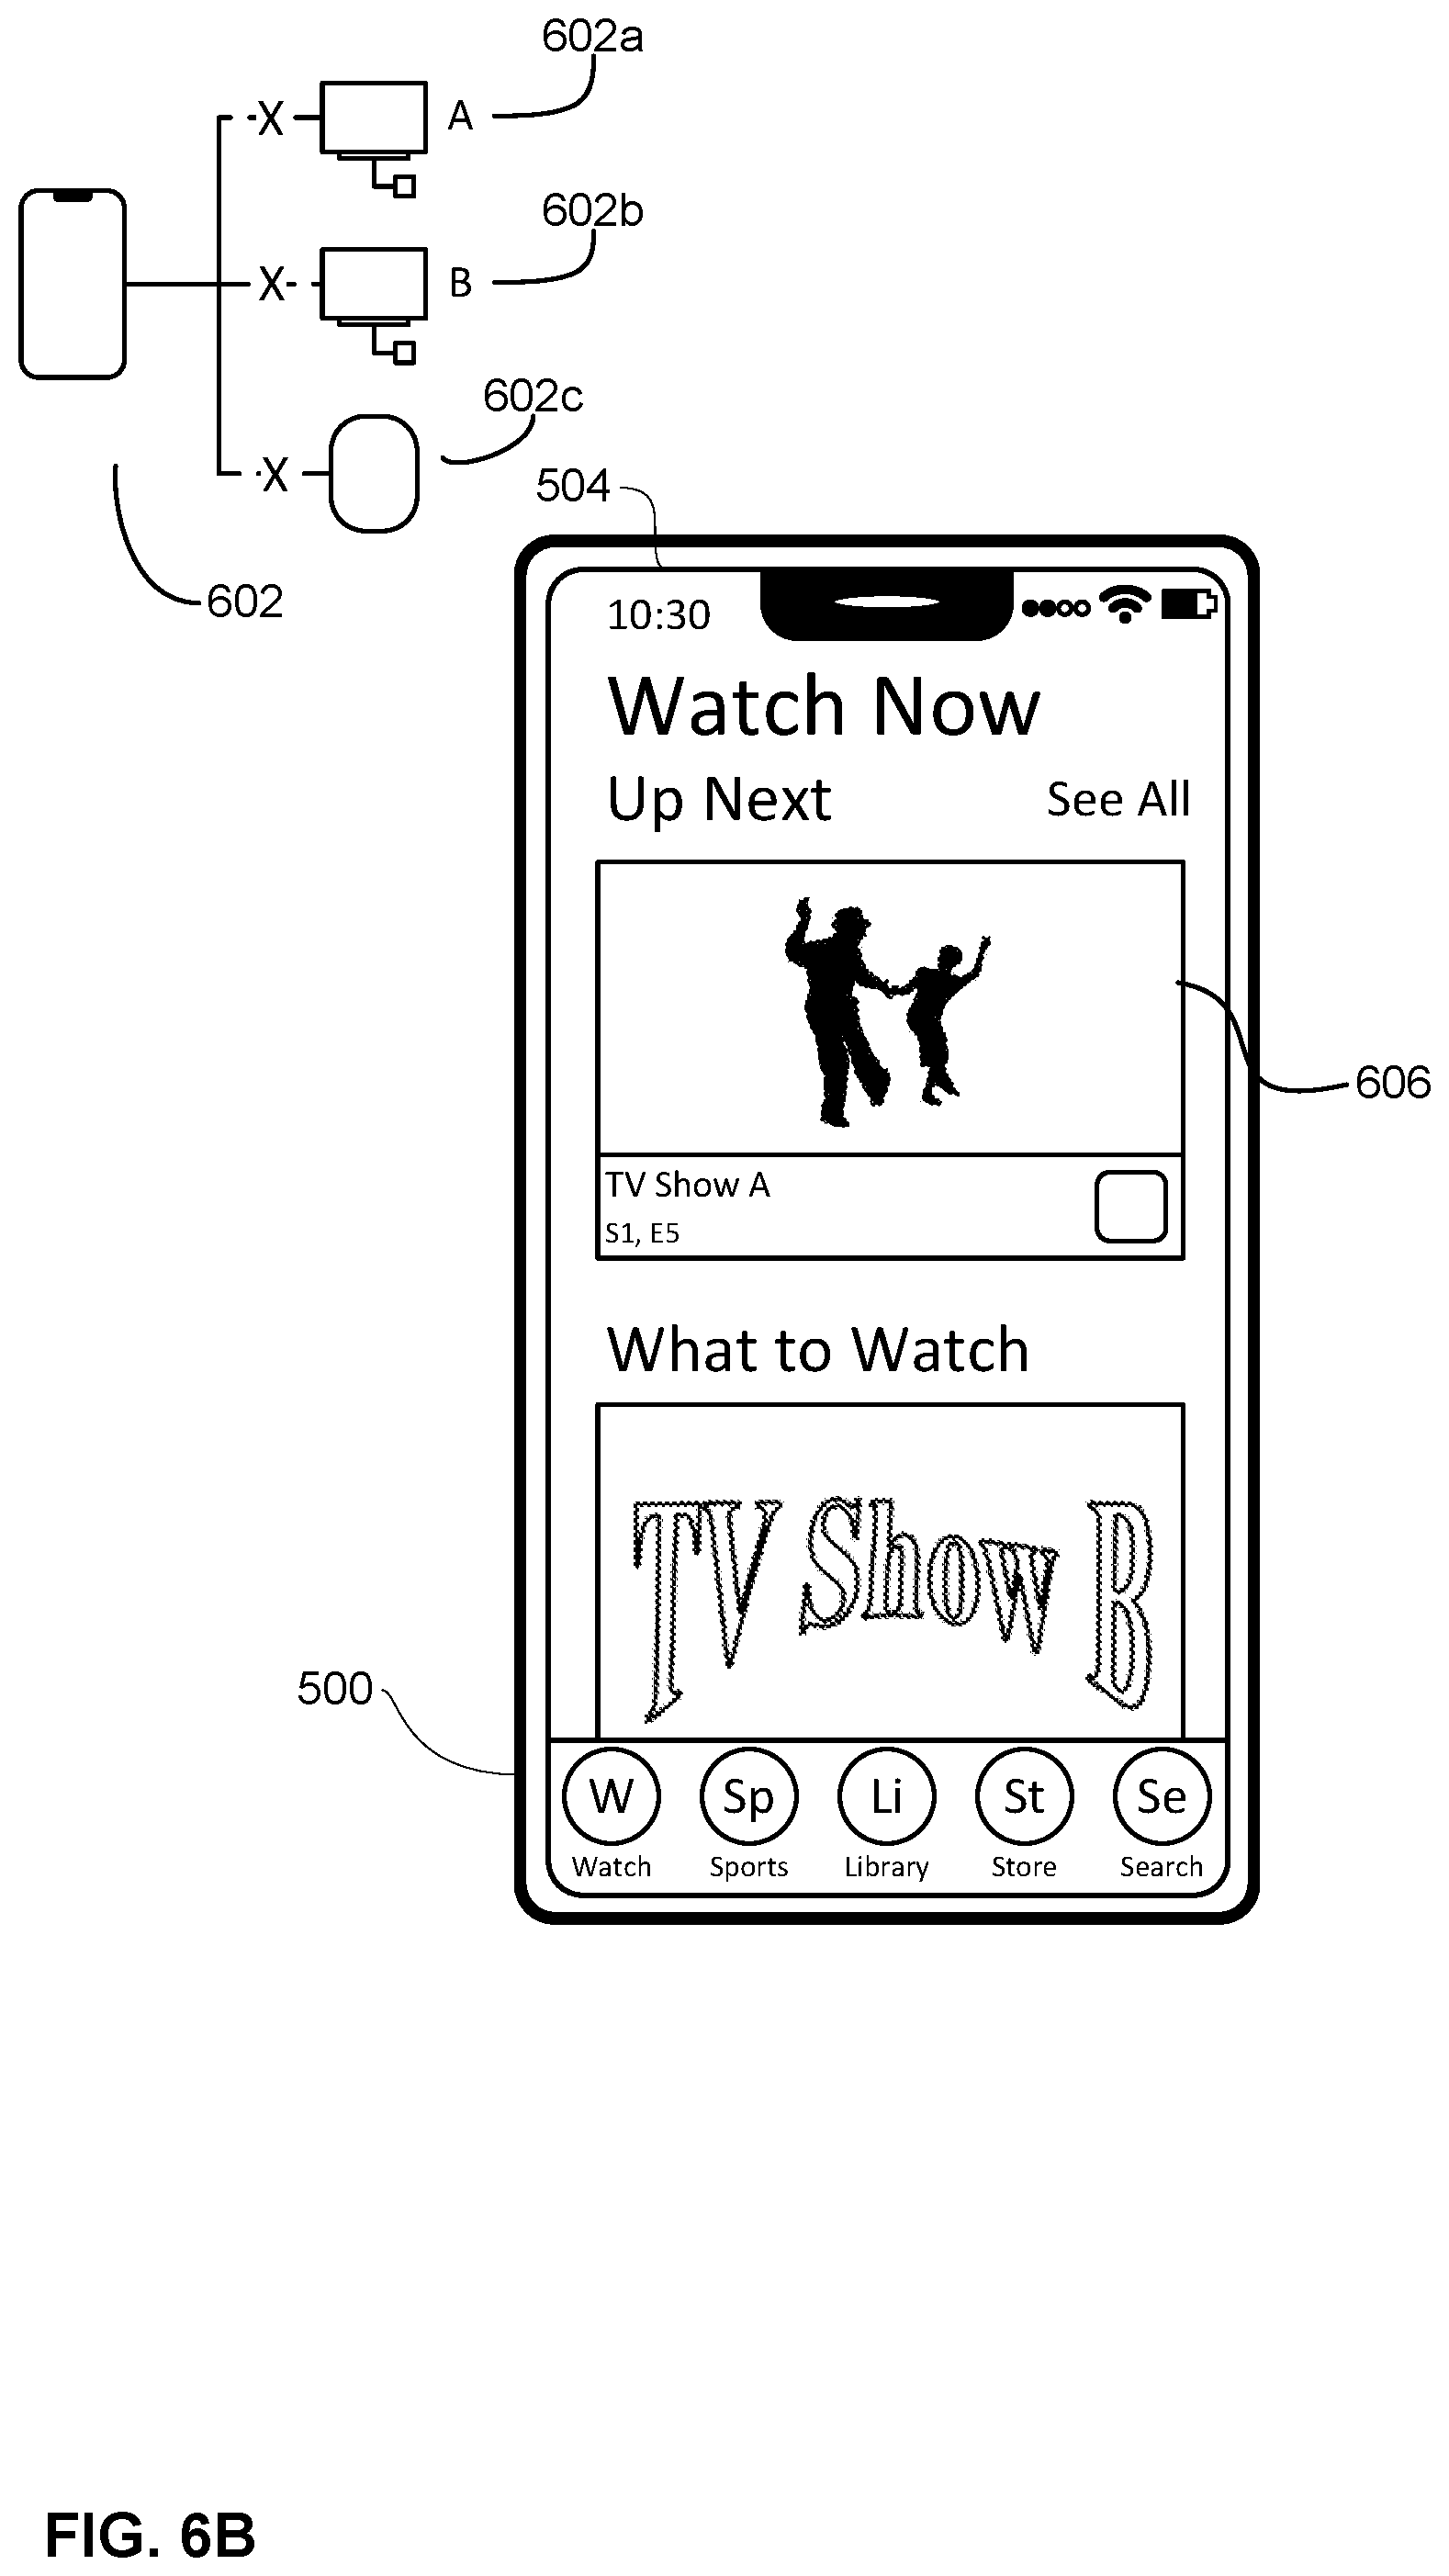 602a
X A
602b
X B
602c
X
504
602
10:30
Watch Now
Up Next See All
606
TV Show A
S1, E5
What to Watch
TV Show B
500
W Sp Li St Se
Watch Sports Library Store Search
FIG. 6B